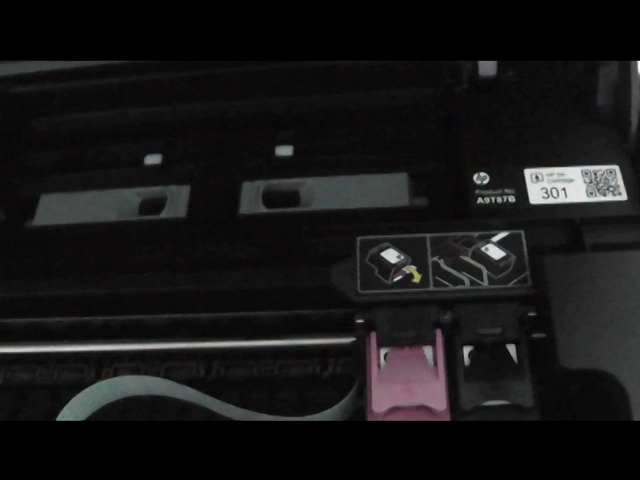 hp
Product No.
A9T87B
HP Ink
Cartridge
301